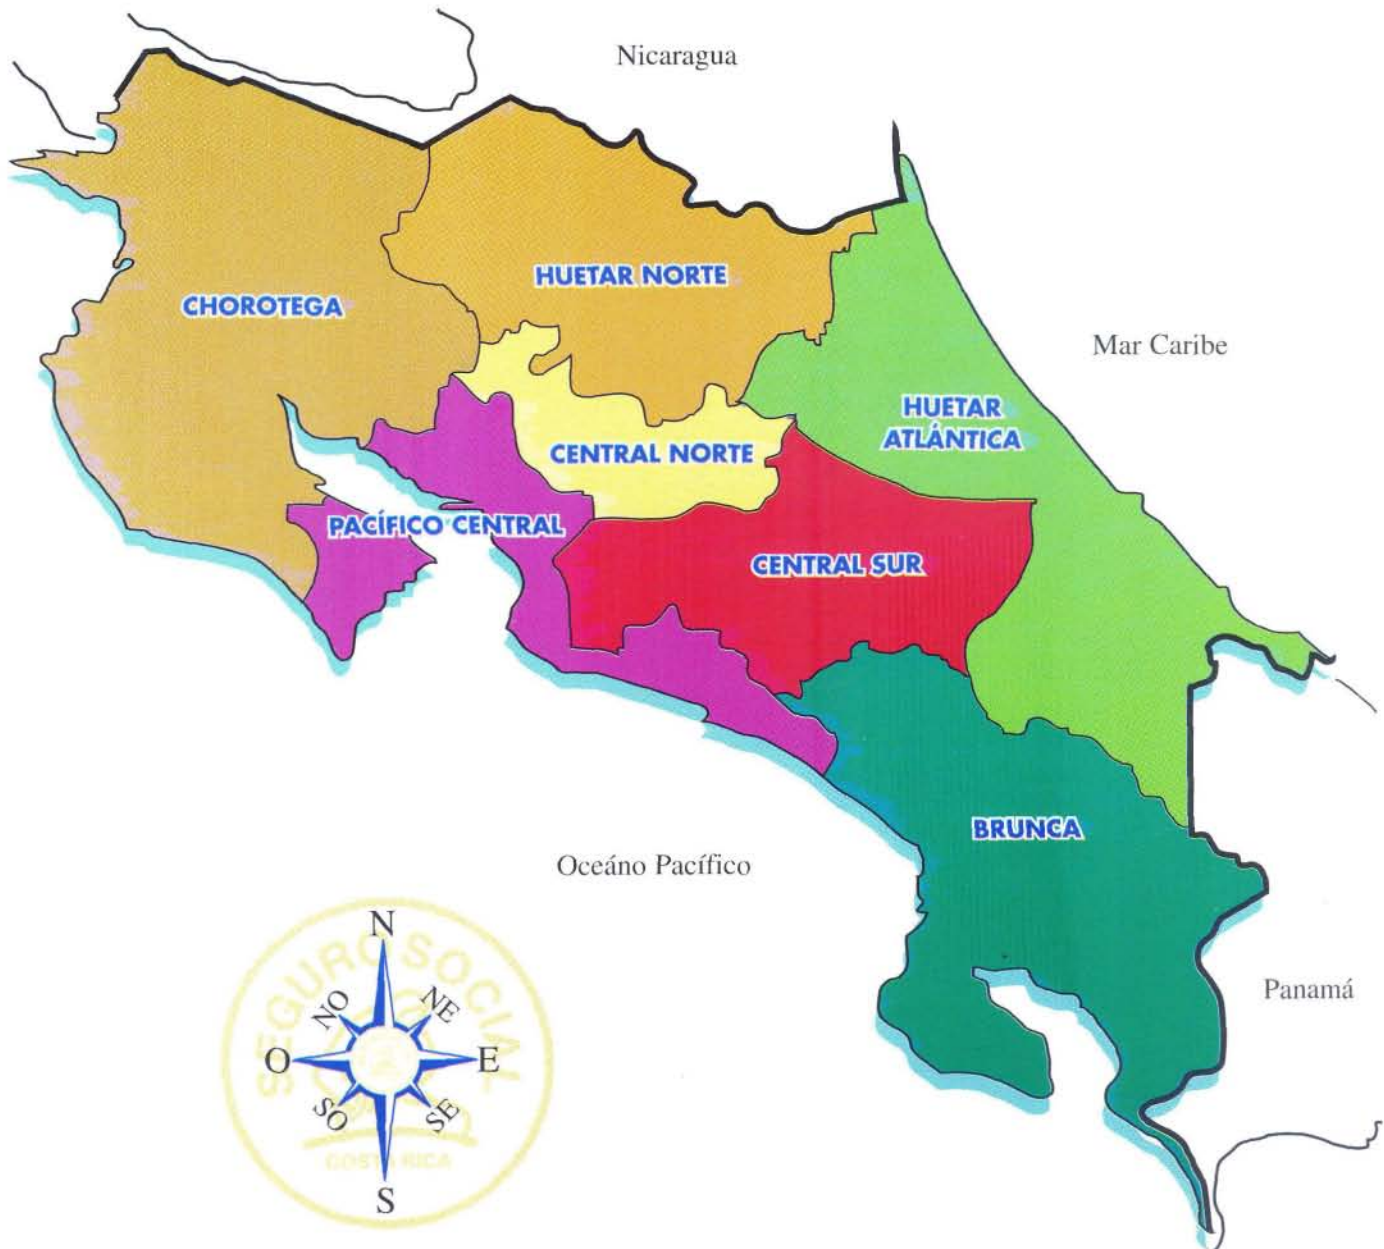 Nicaragua
HUETAR NORTE
CHOROTEGA
Mar Caribe
HUETAR
ATLÁNTICA
CENTRAL NORTE
PACÍFICO CENTRAL
CENTRAL SUR
BRUNCA
Oceáno Pacífico
Panamá
SEGURO SOCIAL
N
NO
NE
O
E
SO
SE
COSTA RICA
S